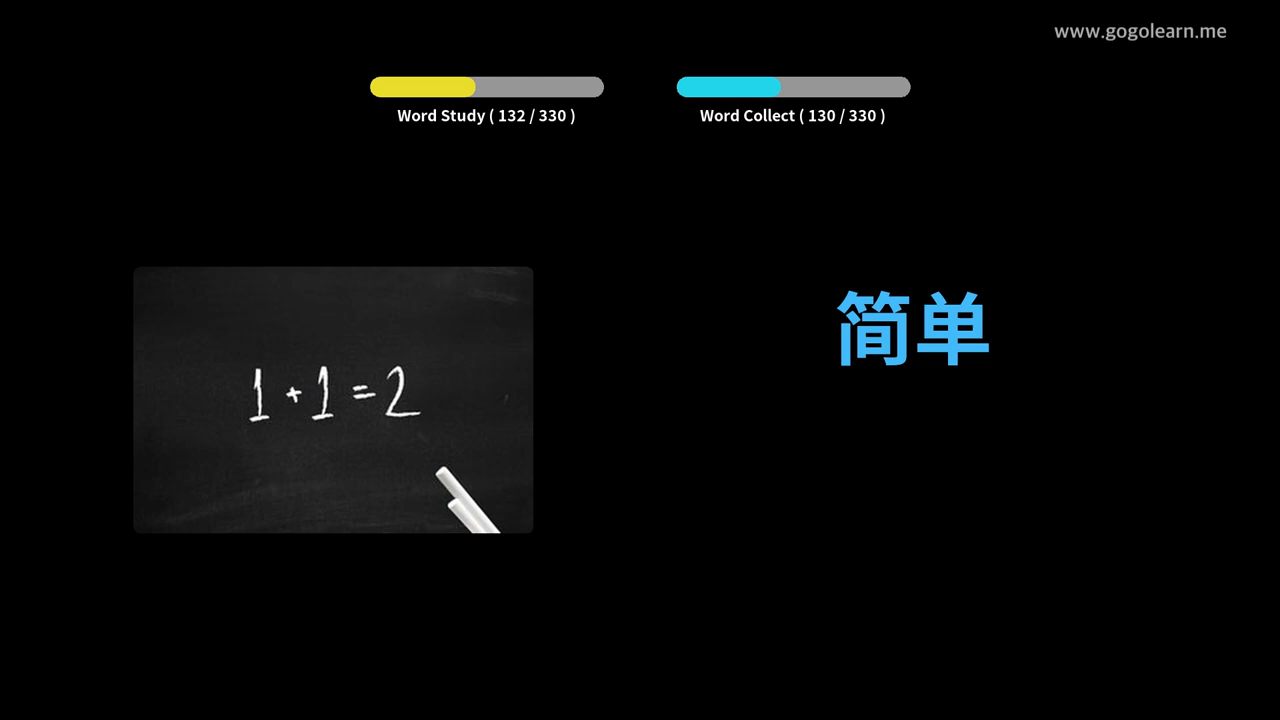 www.gogolearn.me
Word Study ( 132 / 330 )
Word Collect ( 130 / 330 )
简单
1 + 1 = 2